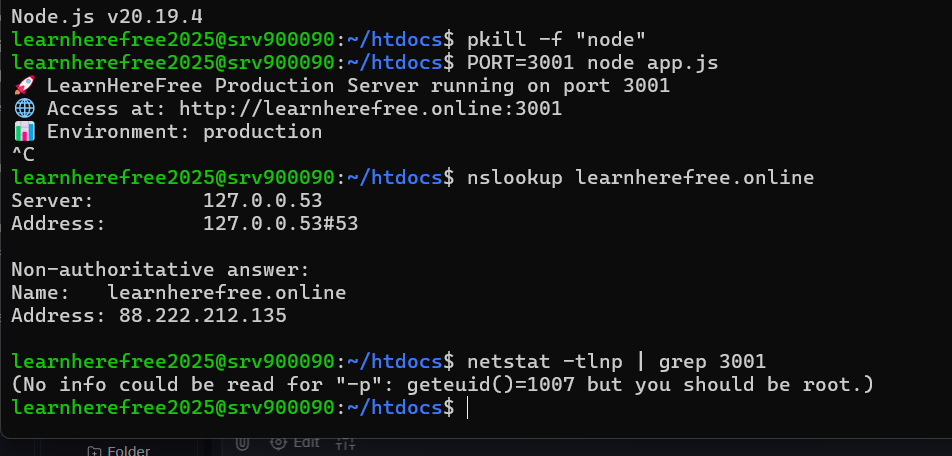 Node.js v20.19.4
learnherefree2025@srv900090:~/htdocs$ pkill -f "node"
learnherefree2025@srv900090:~/htdocs$ PORT=3001 node app.js
🚀 LearnHereFree Production Server running on port 3001
🌐 Access at: http://learnherefree.online:3001
📊 Environment: production
^C
learnherefree2025@srv900090:~/htdocs$ nslookup learnherefree.online
Server:         127.0.0.53
Address:        127.0.0.53#53
Non-authoritative answer:
Name:   learnherefree.online
Address: 88.222.212.135
learnherefree2025@srv900090:~/htdocs$ netstat -tlnp | grep 3001
(No info could be read for "-p": geteuid()=1007 but you should be root.)
learnherefree2025@srv900090:~/htdocs$
Folder
Edit